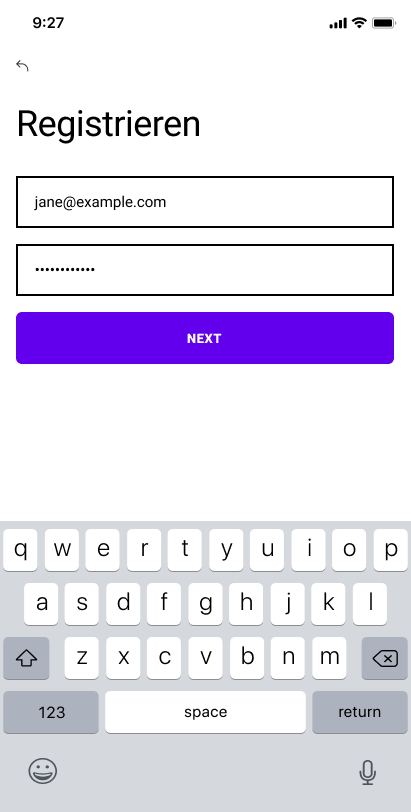 9:27
Registrieren
jane@example.com
••••••••••••
NEXT
q w e r t y u i o p
a s d f g h j k l
z x c v b n m
123 space return